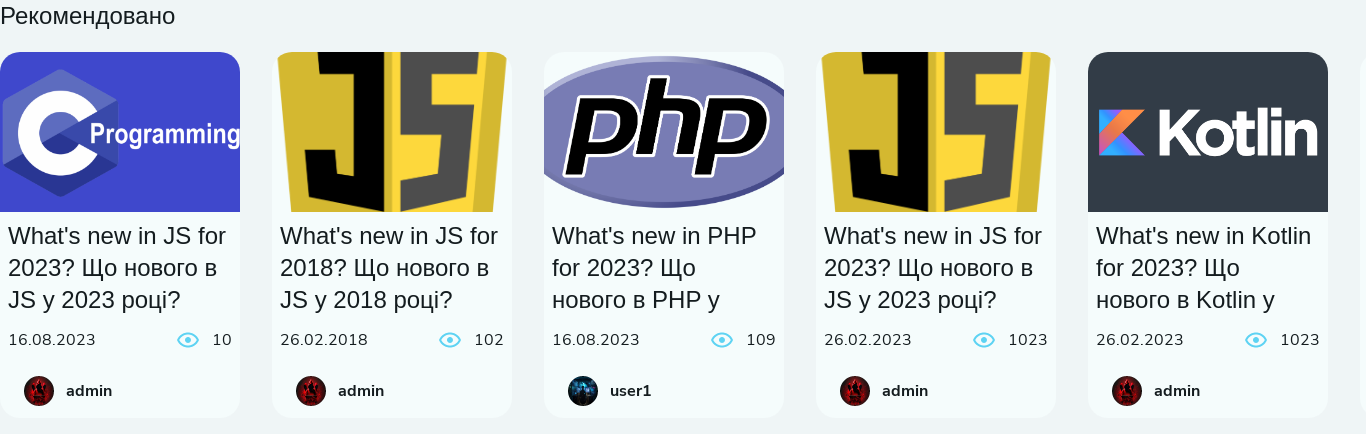 Рекомендовано
Programming
What's new in JS for
2023? Що нового в
JS у 2023 році?
16.08.2023 10
admin
JS
What's new in JS for
2018? Що нового в
JS у 2018 році?
26.02.2018 102
admin
php
What's new in PHP
for 2023? Що
нового в PHP у
16.08.2023 109
user1
JS
What's new in JS for
2023? Що нового в
JS у 2023 році?
26.02.2023 1023
admin
Kotlin
What's new in Kotlin
for 2023? Що
нового в Kotlin у
26.02.2023 1023
admin